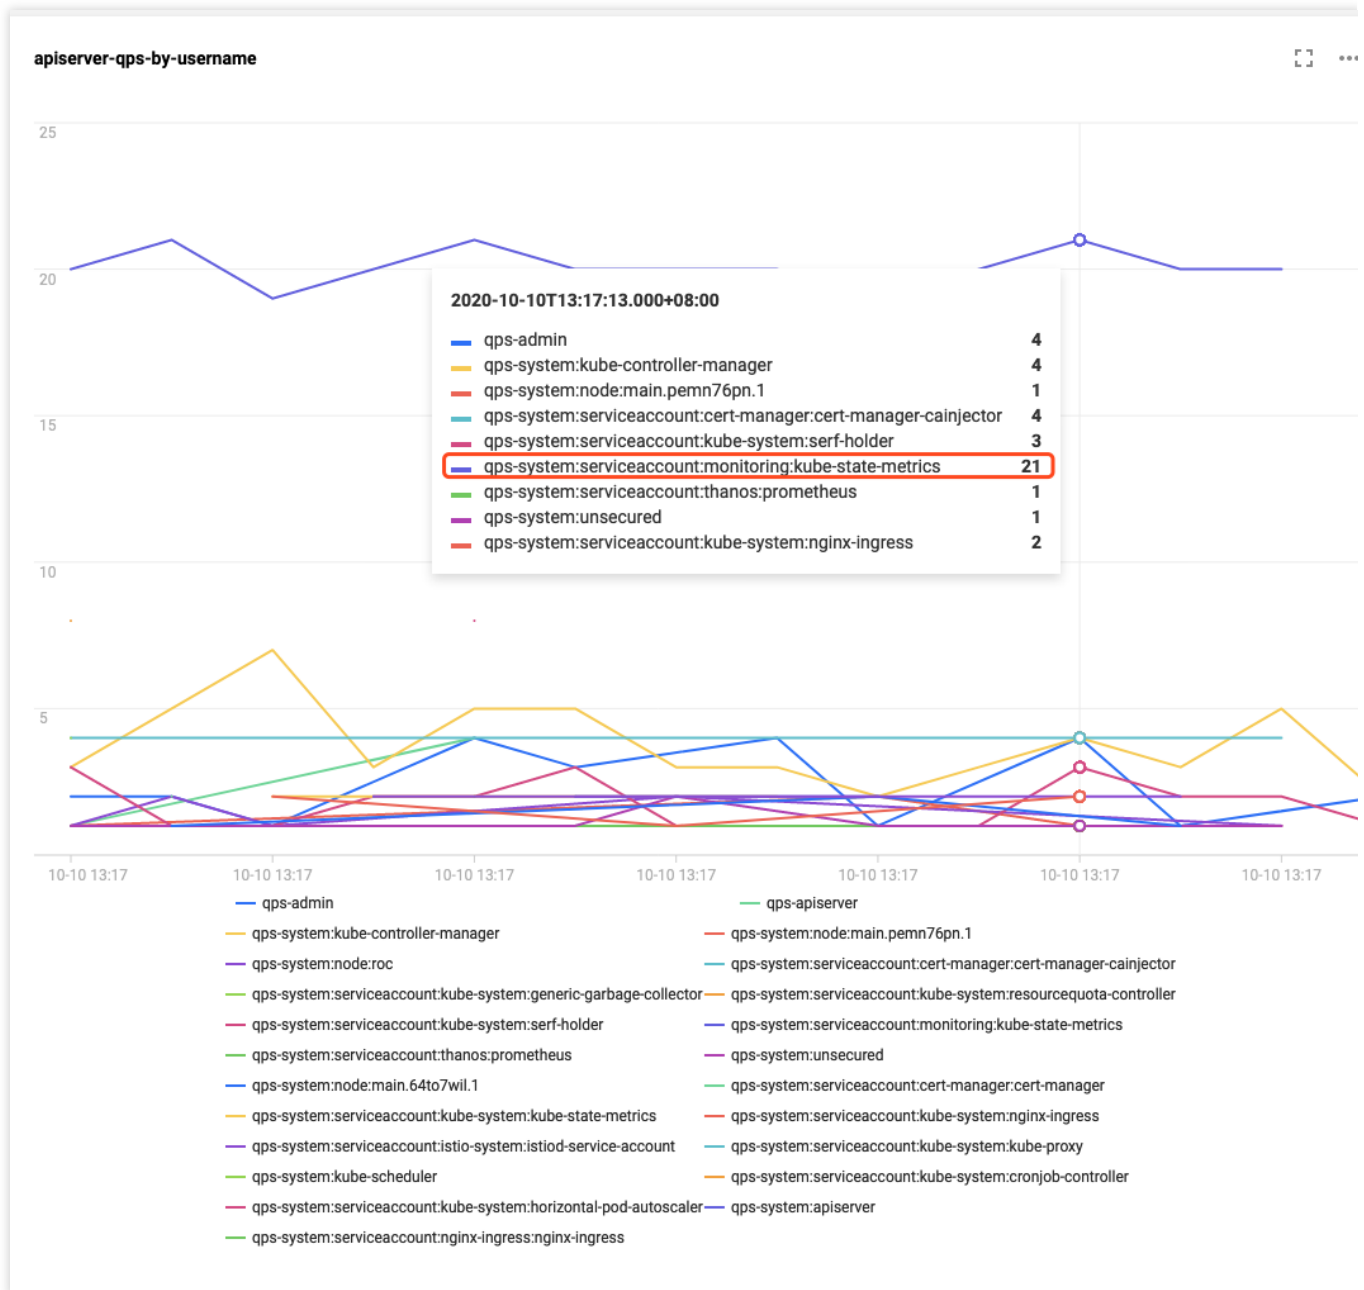 apiserver-qps-by-username
25
20
15
10
5
2020-10-10T13:17:13.000+08:00
qps-admin 4
qps-system:kube-controller-manager 4
qps-system:node:main.pemn76pn.1 1
qps-system:serviceaccount:cert-manager:cert-manager-cainjector 4
qps-system:serviceaccount:kube-system:serf-holder 3
qps-system:serviceaccount:monitoring:kube-state-metrics 21
qps-system:serviceaccount:thanos:prometheus 1
qps-system:unsecured 1
qps-system:serviceaccount:kube-system:nginx-ingress 2
10-10 13:17 10-10 13:17 10-10 13:17 10-10 13:17 10-10 13:17 10-10 13:17 10-10 13:17
qps-admin qps-apiserver
qps-system:kube-controller-manager qps-system:node:main.pemn76pn.1
qps-system:node:roc qps-system:serviceaccount:cert-manager:cert-manager-cainjector
qps-system:serviceaccount:kube-system:generic-garbage-collector qps-system:serviceaccount:kube-system:resourcequota-controller
qps-system:serviceaccount:kube-system:serf-holder qps-system:serviceaccount:monitoring:kube-state-metrics
qps-system:serviceaccount:thanos:prometheus qps-system:unsecured
qps-system:node:main.64to7wil.1 qps-system:serviceaccount:cert-manager:cert-manager
qps-system:serviceaccount:kube-system:kube-state-metrics qps-system:serviceaccount:kube-system:nginx-ingress
qps-system:serviceaccount:istio-system:istiod-service-account qps-system:serviceaccount:kube-system:kube-proxy
qps-system:kube-scheduler qps-system:serviceaccount:kube-system:cronjob-controller
qps-system:serviceaccount:kube-system:horizontal-pod-autoscaler qps-system:apiserver
qps-system:serviceaccount:nginx-ingress:nginx-ingress